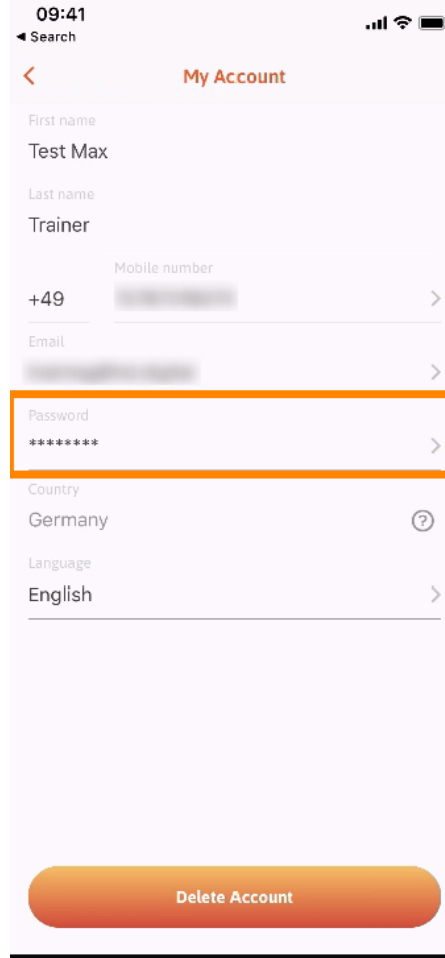 09:41
◀ Search
My Account
First name
Test Max
Last name
Trainer
Mobile number
+49
Email
Password
********
Country
Germany
Language
English
Delete Account